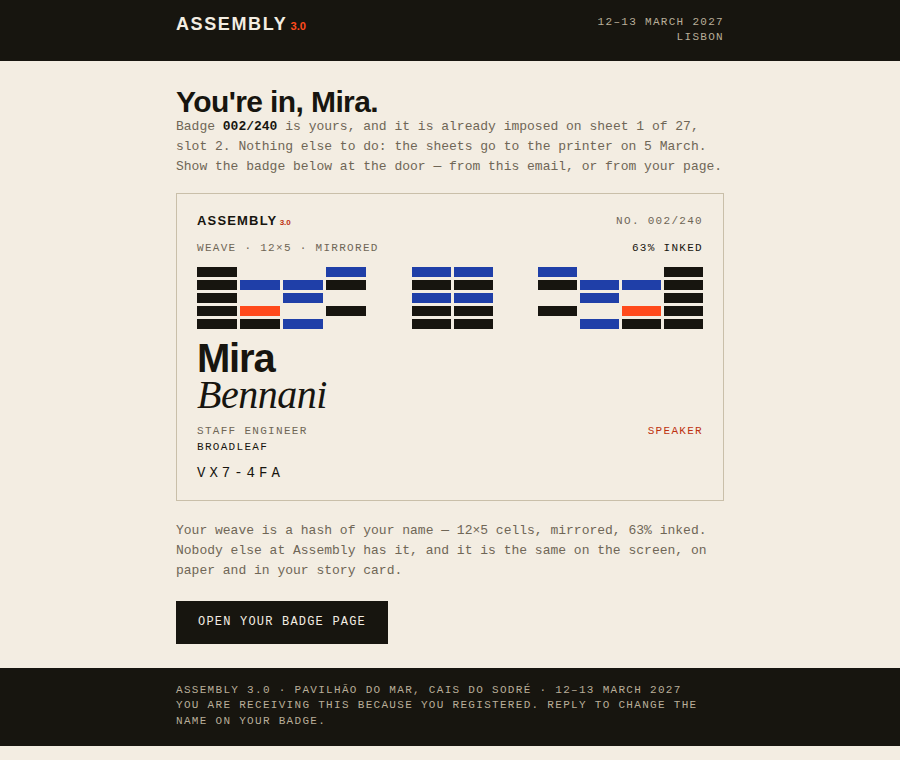 ASSEMBLY 3.0
12–13 MARCH 2027
LISBON
You're in, Mira.
Badge 002/240 is yours, and it is already imposed on sheet 1 of 27,
slot 2. Nothing else to do: the sheets go to the printer on 5 March.
Show the badge below at the door — from this email, or from your page.
ASSEMBLY 3.0
NO. 002/240
WEAVE · 12×5 · MIRRORED
63% INKED
Mira
Bennani
STAFF ENGINEER
SPEAKER
BROADLEAF
VX7-4FA
Your weave is a hash of your name — 12×5 cells, mirrored, 63% inked.
Nobody else at Assembly has it, and it is the same on the screen, on
paper and in your story card.
OPEN YOUR BADGE PAGE
ASSEMBLY 3.0 · PAVILHÃO DO MAR, CAIS DO SODRÉ · 12–13 MARCH 2027
YOU ARE RECEIVING THIS BECAUSE YOU REGISTERED. REPLY TO CHANGE THE
NAME ON YOUR BADGE.